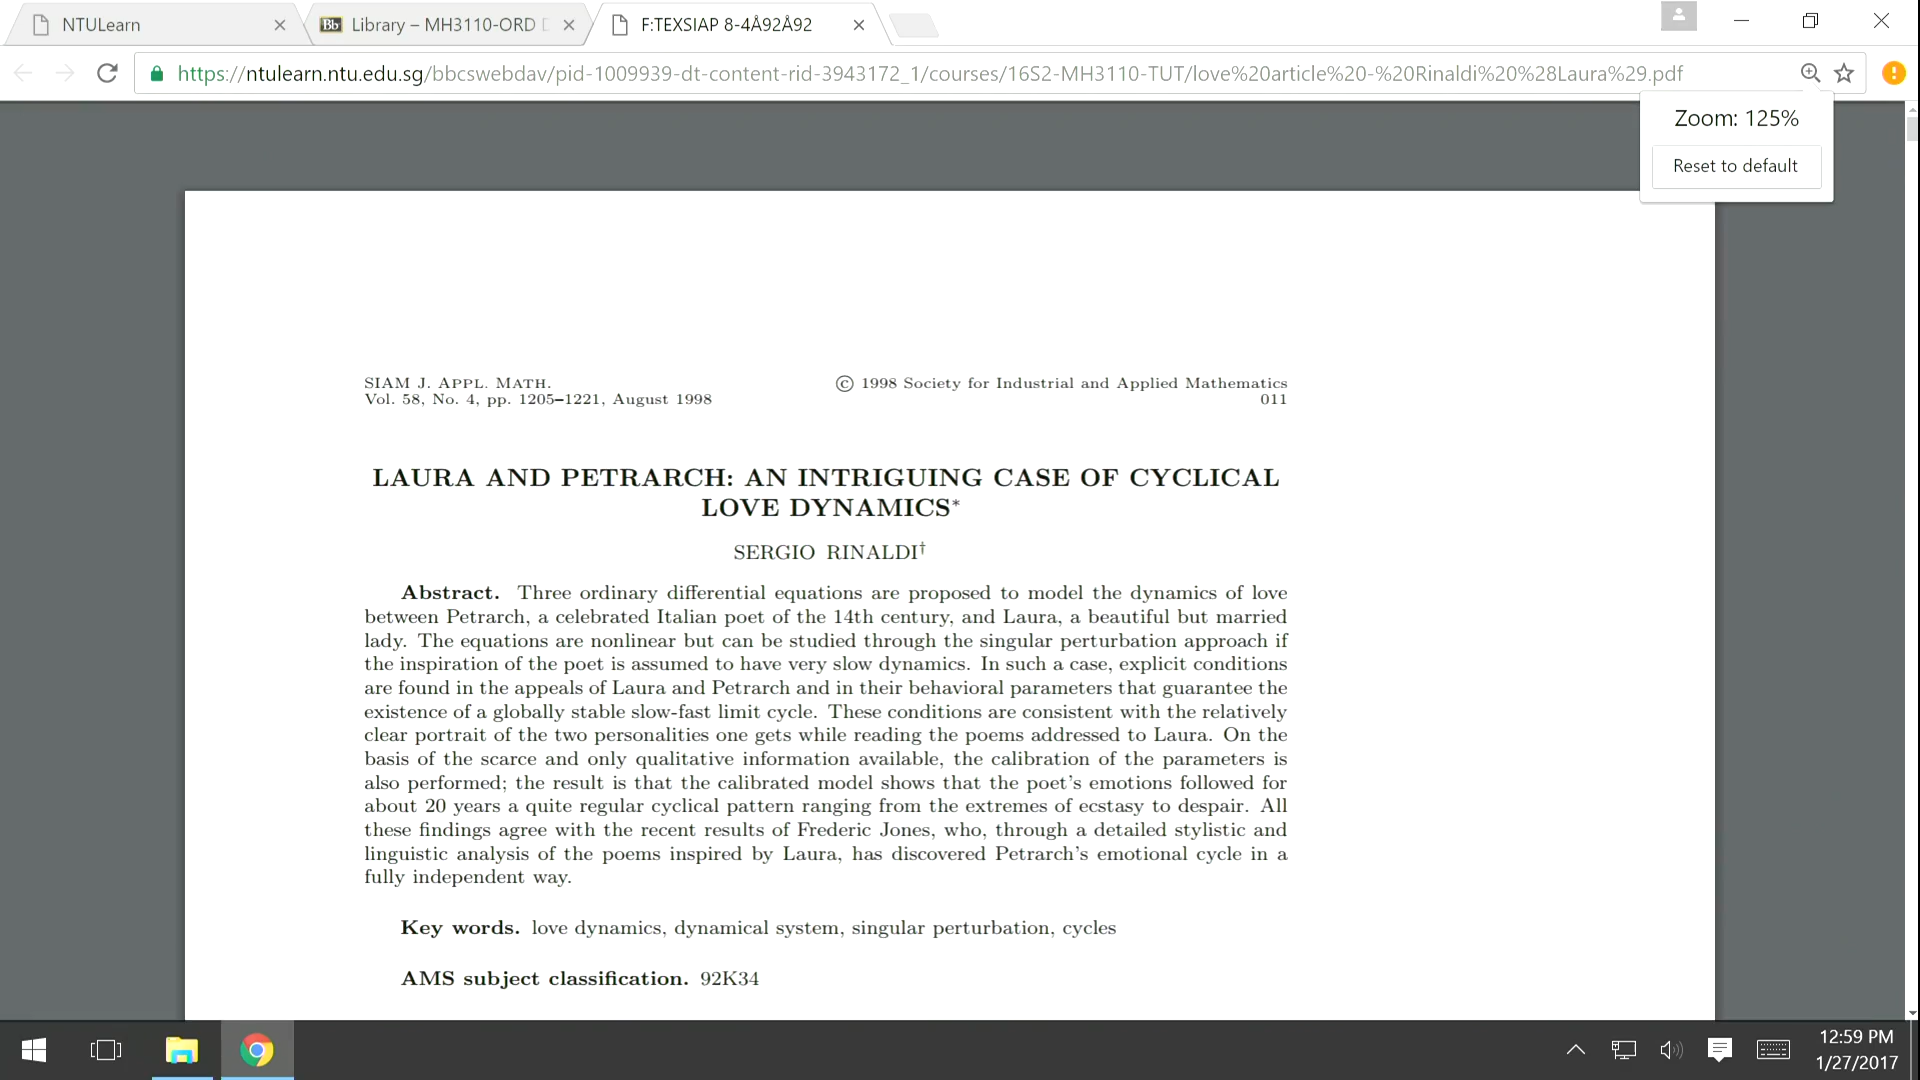 NTULearn
Bb Library – MH3110-ORD D
F:TEXSIAP 8-4Å92Å92
https://ntulearn.ntu.edu.sg/bbcswebdav/pid-1009939-dt-content-rid-3943172_1/courses/16S2-MH3110-TUT/love%20article%20-%20Rinaldi%20%28Laura%29.pdf
Zoom: 125%
Reset to default
SIAM J. APPL. MATH.
Vol. 58, No. 4, pp. 1205–1221, August 1998
© 1998 Society for Industrial and Applied Mathematics
011
LAURA AND PETRARCH: AN INTRIGUING CASE OF CYCLICAL
LOVE DYNAMICS*
SERGIO RINALDI†
Abstract. Three ordinary differential equations are proposed to model the dynamics of love
between Petrarch, a celebrated Italian poet of the 14th century, and Laura, a beautiful but married
lady. The equations are nonlinear but can be studied through the singular perturbation approach if
the inspiration of the poet is assumed to have very slow dynamics. In such a case, explicit conditions
are found in the appeals of Laura and Petrarch and in their behavioral parameters that guarantee the
existence of a globally stable slow-fast limit cycle. These conditions are consistent with the relatively
clear portrait of the two personalities one gets while reading the poems addressed to Laura. On the
basis of the scarce and only qualitative information available, the calibration of the parameters is
also performed; the result is that the calibrated model shows that the poet's emotions followed for
about 20 years a quite regular cyclical pattern ranging from the extremes of ecstasy to despair. All
these findings agree with the recent results of Frederic Jones, who, through a detailed stylistic and
linguistic analysis of the poems inspired by Laura, has discovered Petrarch's emotional cycle in a
fully independent way.
Key words. love dynamics, dynamical system, singular perturbation, cycles
AMS subject classification. 92K34
12:59 PM
1/27/2017